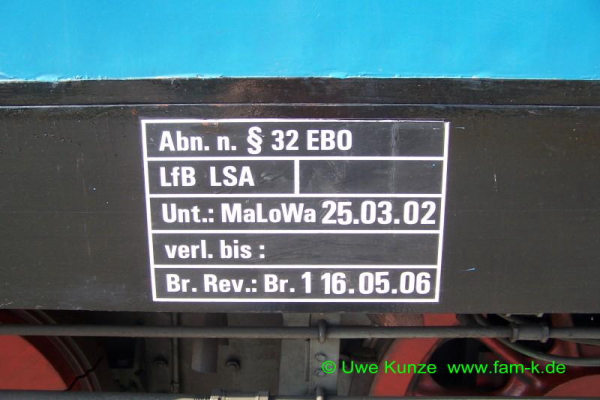 Abn. n. § 32 EBO
LfB LSA
Unt.: MaLoWa 25.03.02
verl. bis :
Br. Rev.: Br. 1 16.05.06
© Uwe Kunze www.fam-k.de